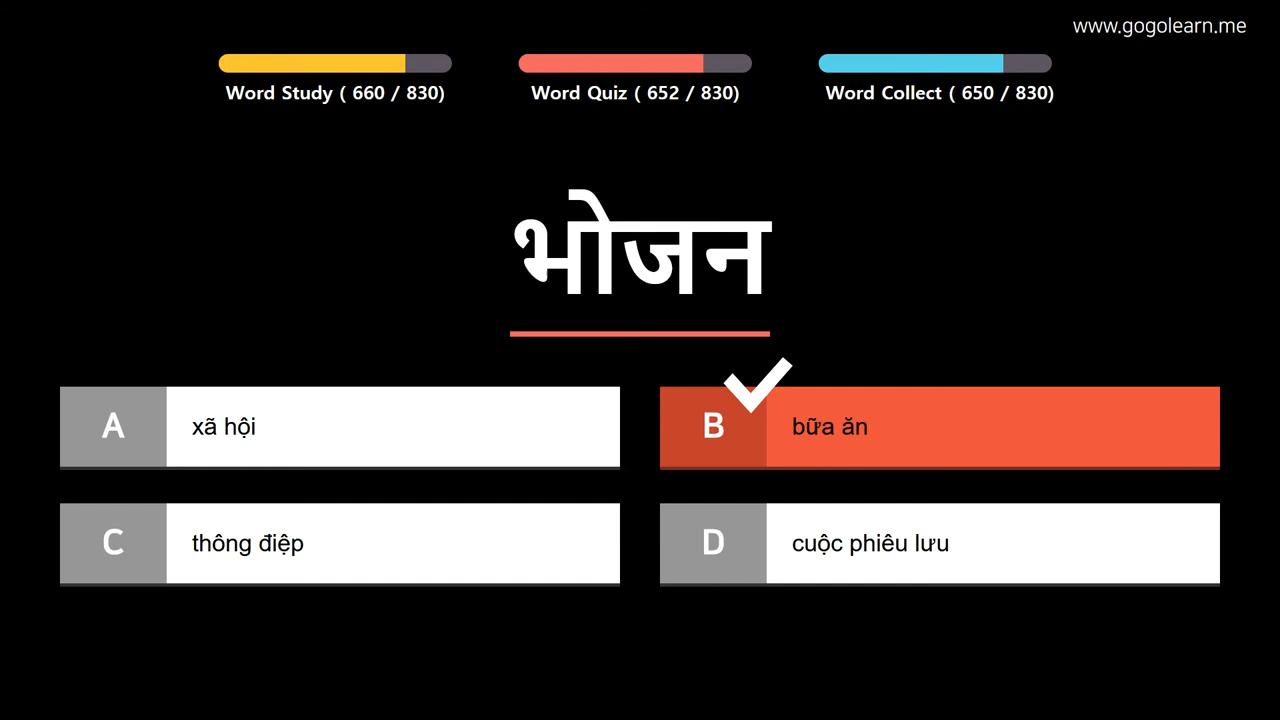 www.gogolearn.me
Word Study ( 660 / 830)
Word Quiz ( 652 / 830)
Word Collect ( 650 / 830)
भोजन
A
xã hội
B
bữa ăn
C
thông điệp
D
cuộc phiêu lưu